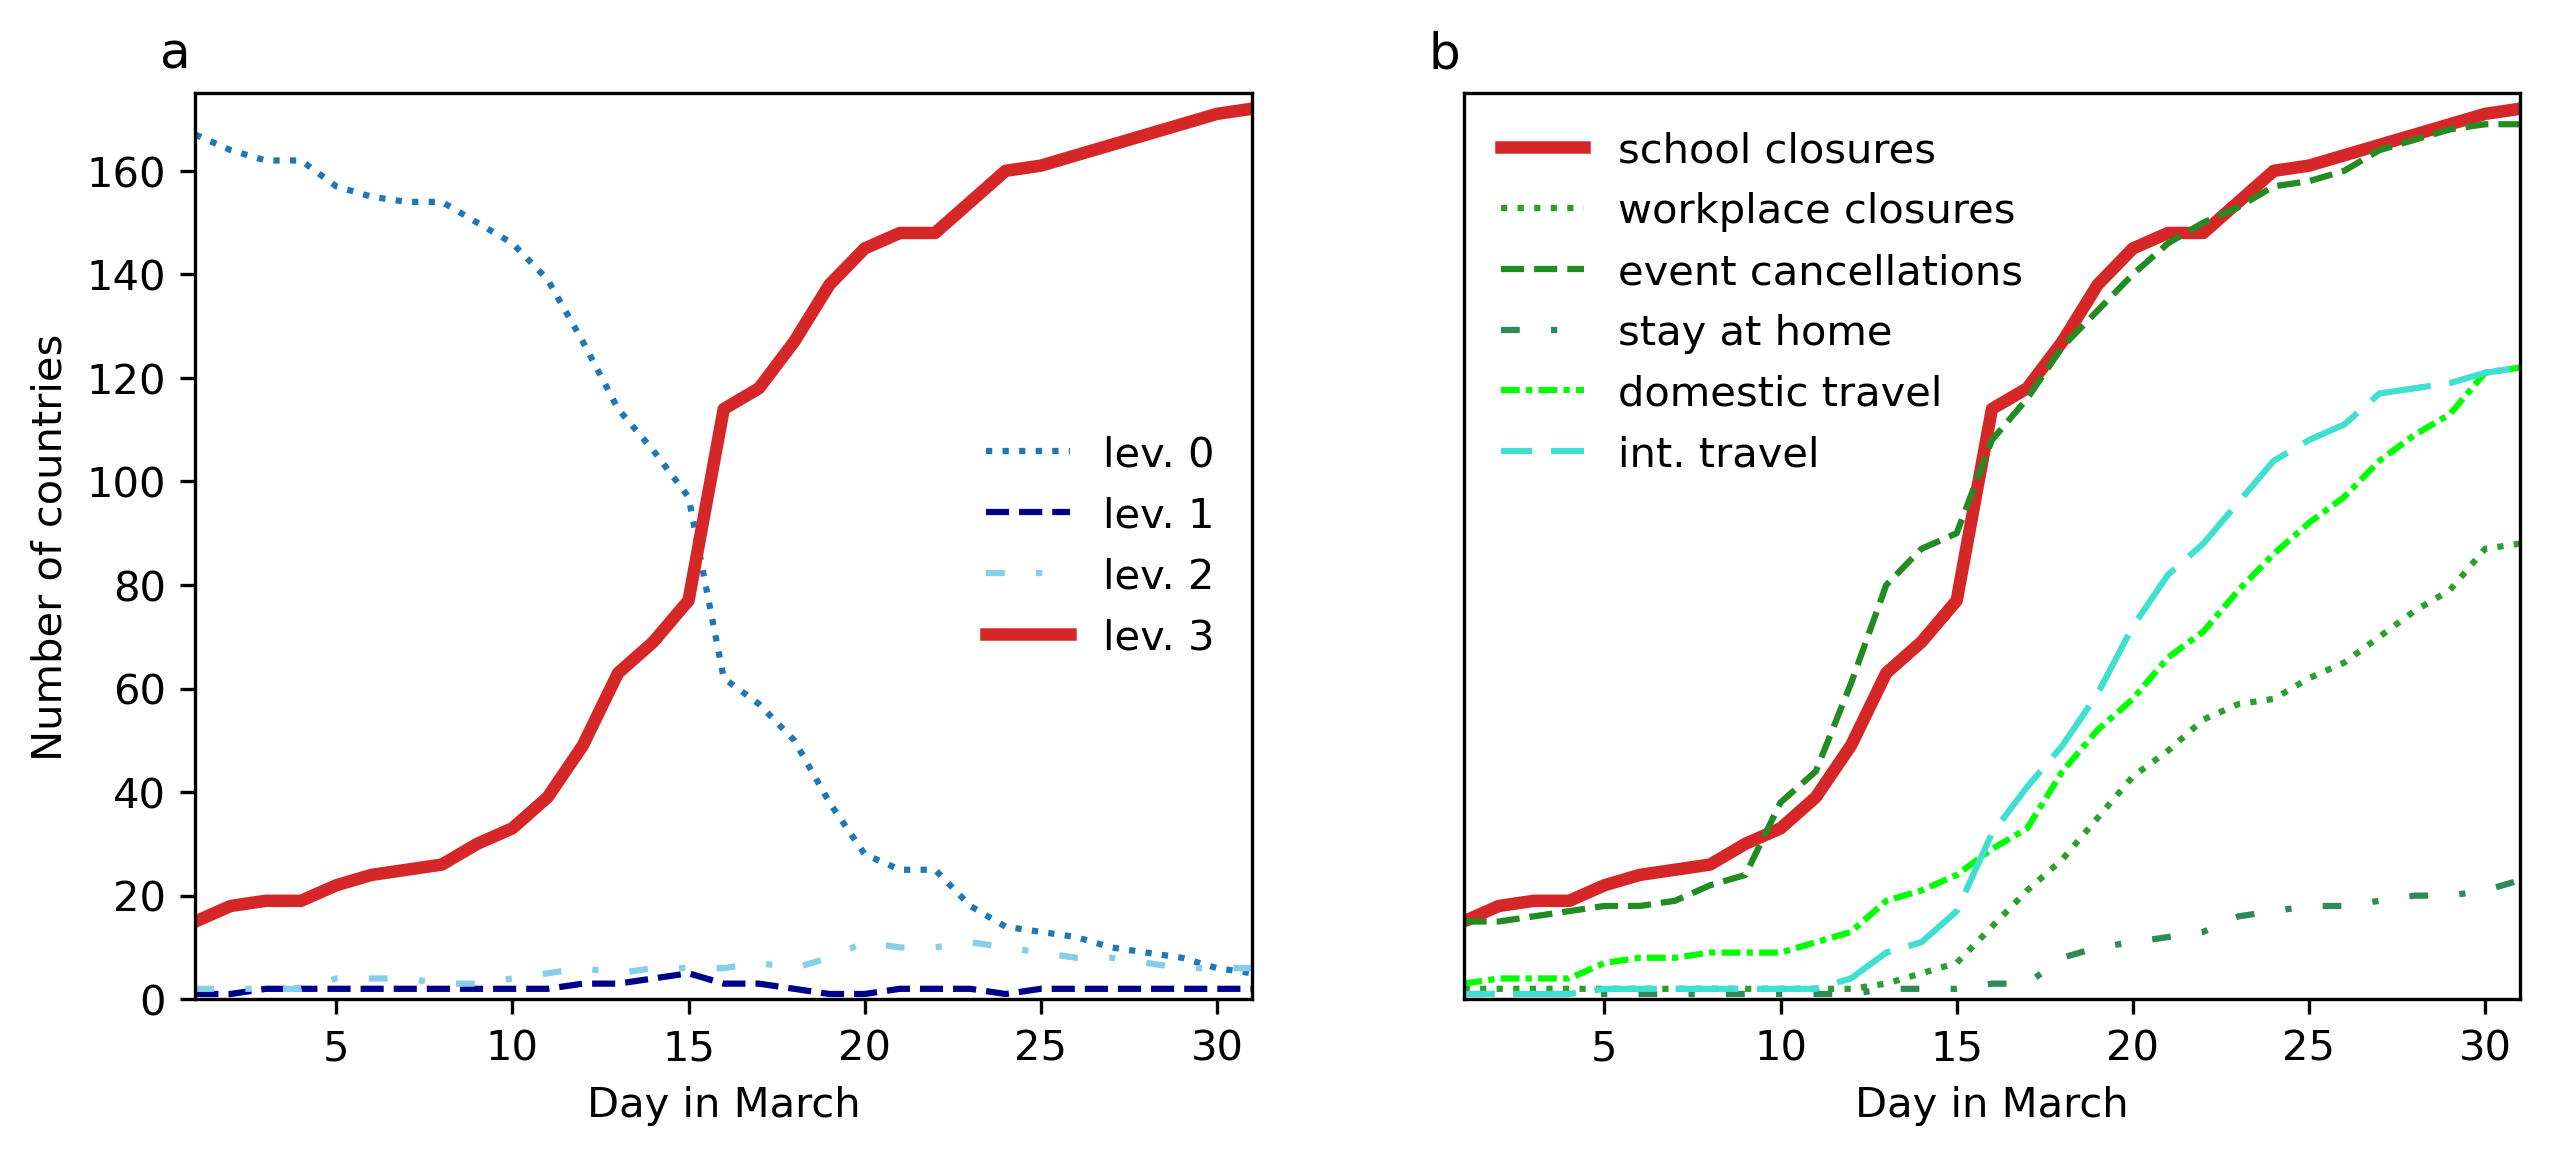 a
Number of countries
160
140
120
100
80
60
40
20
0
5 10 15 20 25 30
Day in March
lev. 0
lev. 1
lev. 2
lev. 3
b
school closures
workplace closures
event cancellations
stay at home
domestic travel
int. travel
5 10 15 20 25 30
Day in March